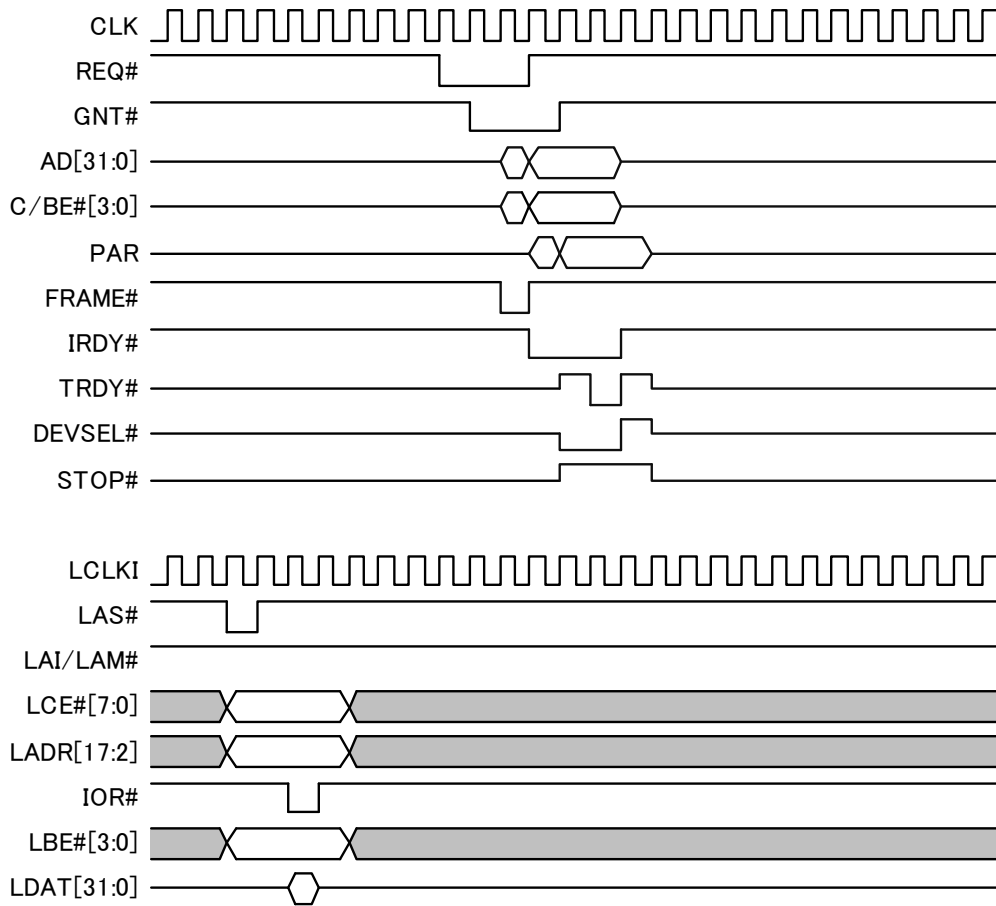 CLK
REQ#
GNT#
AD[31:0]
C/BE#[3:0]
PAR
FRAME#
IRDY#
TRDY#
DEVSEL#
STOP#
LCLKI
LAS#
LAI/LAM#
LCE#[7:0]
LADR[17:2]
IOR#
LBE#[3:0]
LDAT[31:0]